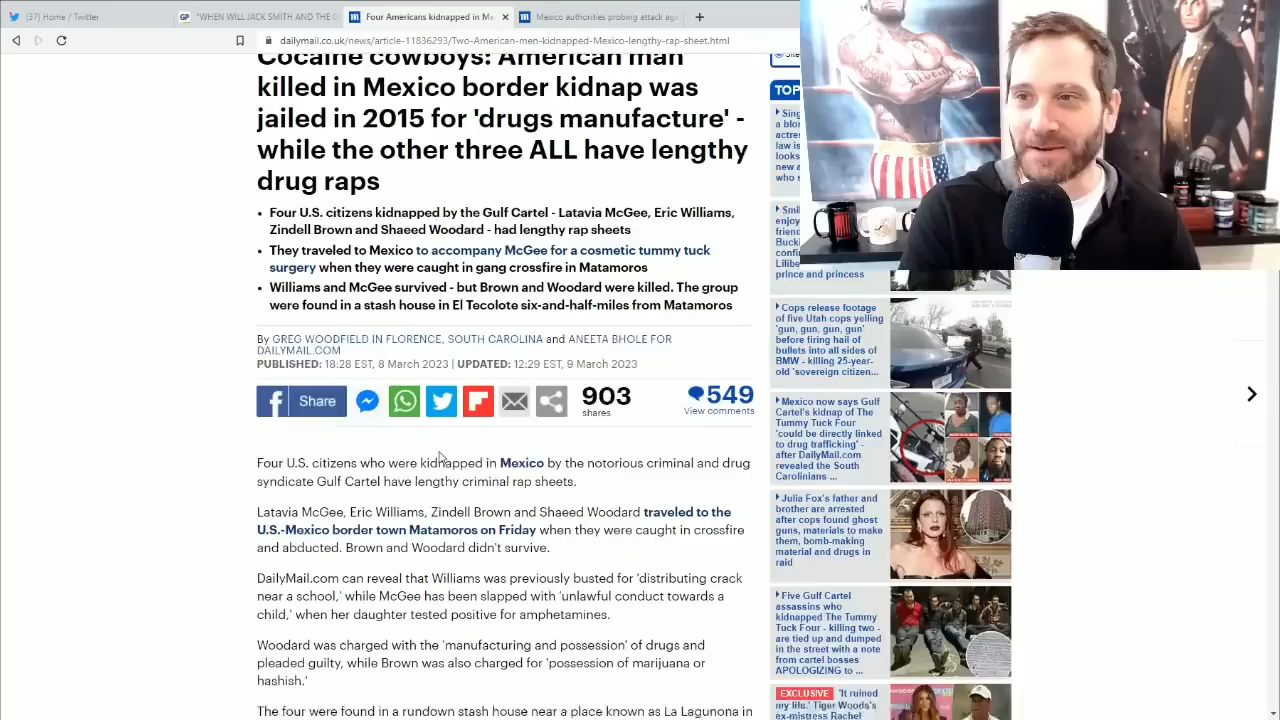 (37) Home / Twitter
"WHEN WILL JACK SMITH AND THE G
Four Americans kidnapped in Me
Mexico authorities probing attack aga
dailymail.co.uk/news/article-11836293/Two-American-men-kidnapped-Mexico-lengthy-rap-sheet.html
Cocaine cowboys: American man
killed in Mexico border kidnap was
jailed in 2015 for 'drugs manufacture' -
while the other three ALL have lengthy
drug raps
Four U.S. citizens kidnapped by the Gulf Cartel - Latavia McGee, Eric Williams,
Zindell Brown and Shaeed Woodard - had lengthy rap sheets
They traveled to Mexico to accompany McGee for a cosmetic tummy tuck
surgery when they were caught in gang crossfire in Matamoros
Williams and McGee survived - but Brown and Woodard were killed. The group
were found in a stash house in El Tecolote six-and-half-miles from Matamoros
By GREG WOODFIELD IN FLORENCE, SOUTH CAROLINA and ANEETA BHOLE FOR
DAILYMAIL.COM
PUBLISHED: 18:28 EST, 8 March 2023 | UPDATED: 12:29 EST, 9 March 2023
Share
903
shares
549
View comments
Four U.S. citizens who were kidnapped in Mexico by the notorious criminal and drug
syndicate Gulf Cartel have lengthy criminal rap sheets.
Latavia McGee, Eric Williams, Zindell Brown and Shaeed Woodard traveled to the
U.S.-Mexico border town Matamoros on Friday when they were caught in crossfire
and abducted. Brown and Woodard didn't survive.
DailyMail.com can reveal that Williams was previously busted for 'distributing crack
near a school,' while McGee has been slapped with 'unlawful conduct towards a
child,' when her daughter tested positive for amphetamines.
Woodard was charged with the 'manufacturing and possession' of drugs and
pleaded guilty, while Brown was also charged for 'possession of marijuana or
hashish.'
The four were found in a rundown stash house near a place known as La Lagunona in
TOP
Sing
a blon
actres
law is
looks
new a
who s
Smil
enjoy
friend
Bucki
confi
Lilibe
prince and princess
Cops release footage
of five Utah cops yelling
'gun, gun, gun, gun'
before firing hail of
bullets into all sides of
BMW - killing 25-year-
old 'sovereign citizen...
Mexico now says Gulf
Cartel's kidnap of The
Tummy Tuck Four
'could be directly linked
to drug trafficking' -
after DailyMail.com
revealed the South
Carolinians ...
Julia Fox's father and
brother are arrested
after cops found ghost
guns, materials to make
them, bomb-making
material and drugs in
raid
Five Gulf Cartel
assassins who
kidnapped The Tummy
Tuck Four - killing two -
are tied up and dumped
in the street with a note
from cartel bosses
APOLOGIZING to ...
EXCLUSIVE 'It ruined
my life.' Tiger Woods's
ex-mistress Rachel